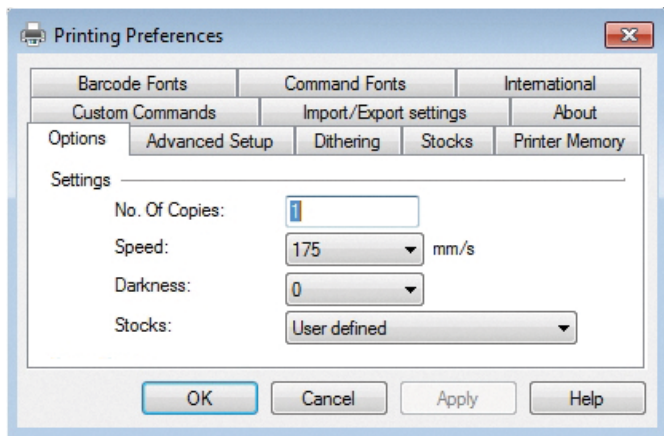 Printing Preferences
Barcode Fonts Command Fonts International
Custom Commands Import/Export settings About
Options Advanced Setup Dithering Stocks Printer Memory
Settings
No. Of Copies: 1
Speed: 175 mm/s
Darkness: 0
Stocks: User defined
OK Cancel Apply Help